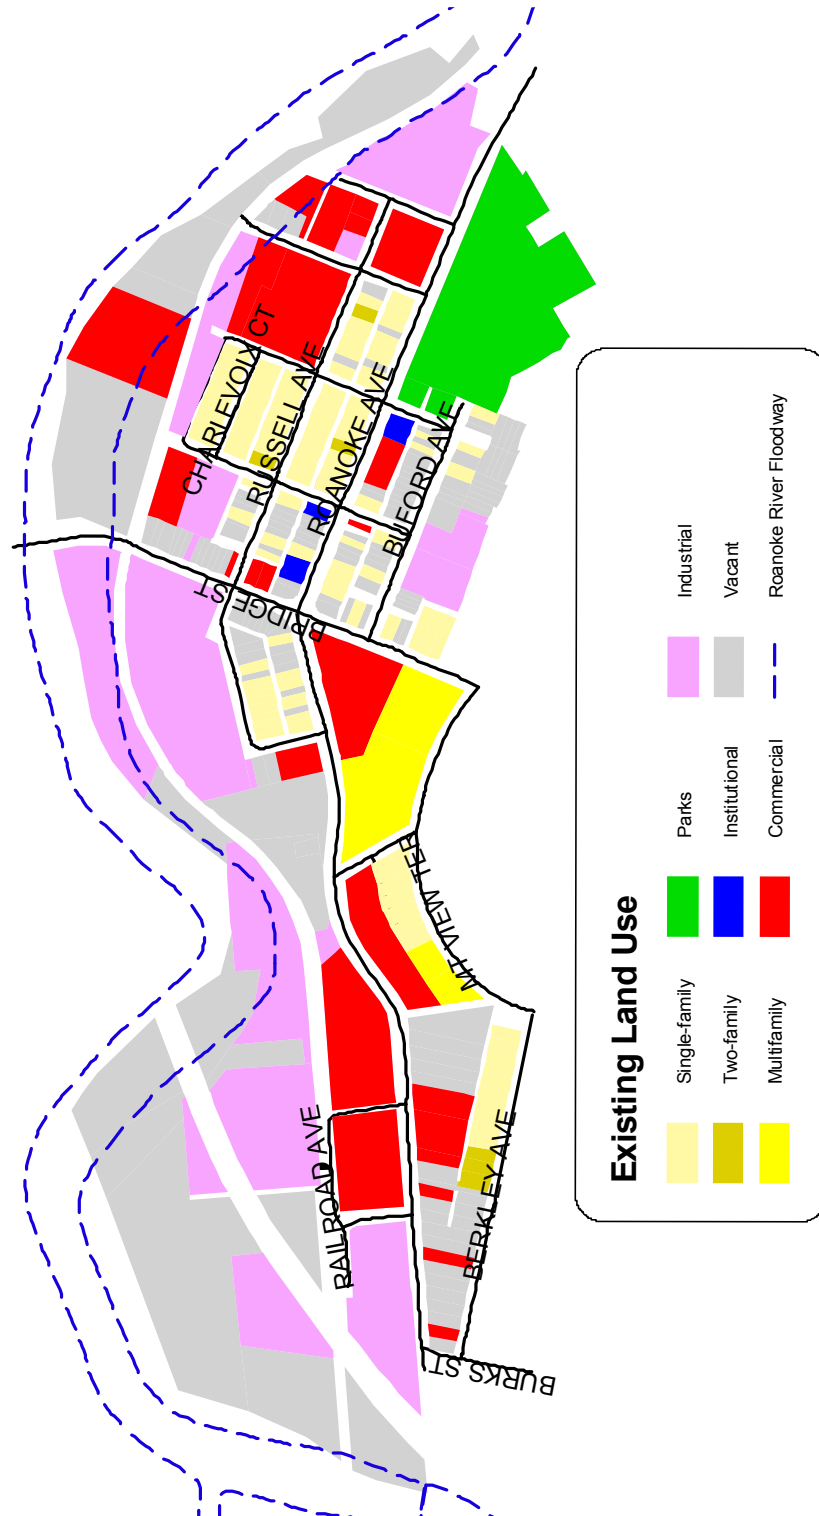 CHARLEVOIX CT
RUSSELL AVE
ROANOKE AVE
BUFORD AVE
BRIDGE ST
MT VIEW TER
RAILROAD AVE
BERKLEY AVE
BURKS ST
Existing Land Use
Single-family
Two-family
Multifamily
Parks
Institutional
Commercial
Industrial
Vacant
Roanoke River Floodway